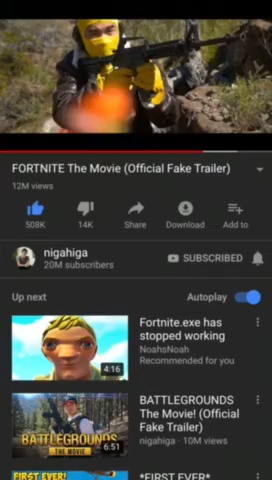 FORTNITE The Movie (Official Fake Trailer)
12M views
508K
14K
Share
Download
Add to
nigahiga
20M subscribers
SUBSCRIBED
Up next
Autoplay
4:16
Fortnite.exe has
stopped working
NoahsNoah
Recommended for you
BATTLEGROUNDS
THE MOVIE
6:51
BATTLEGROUNDS
The Movie! (Official
Fake Trailer)
nigahiga · 10M views
FIRST EVER!
*FIRST EVER*